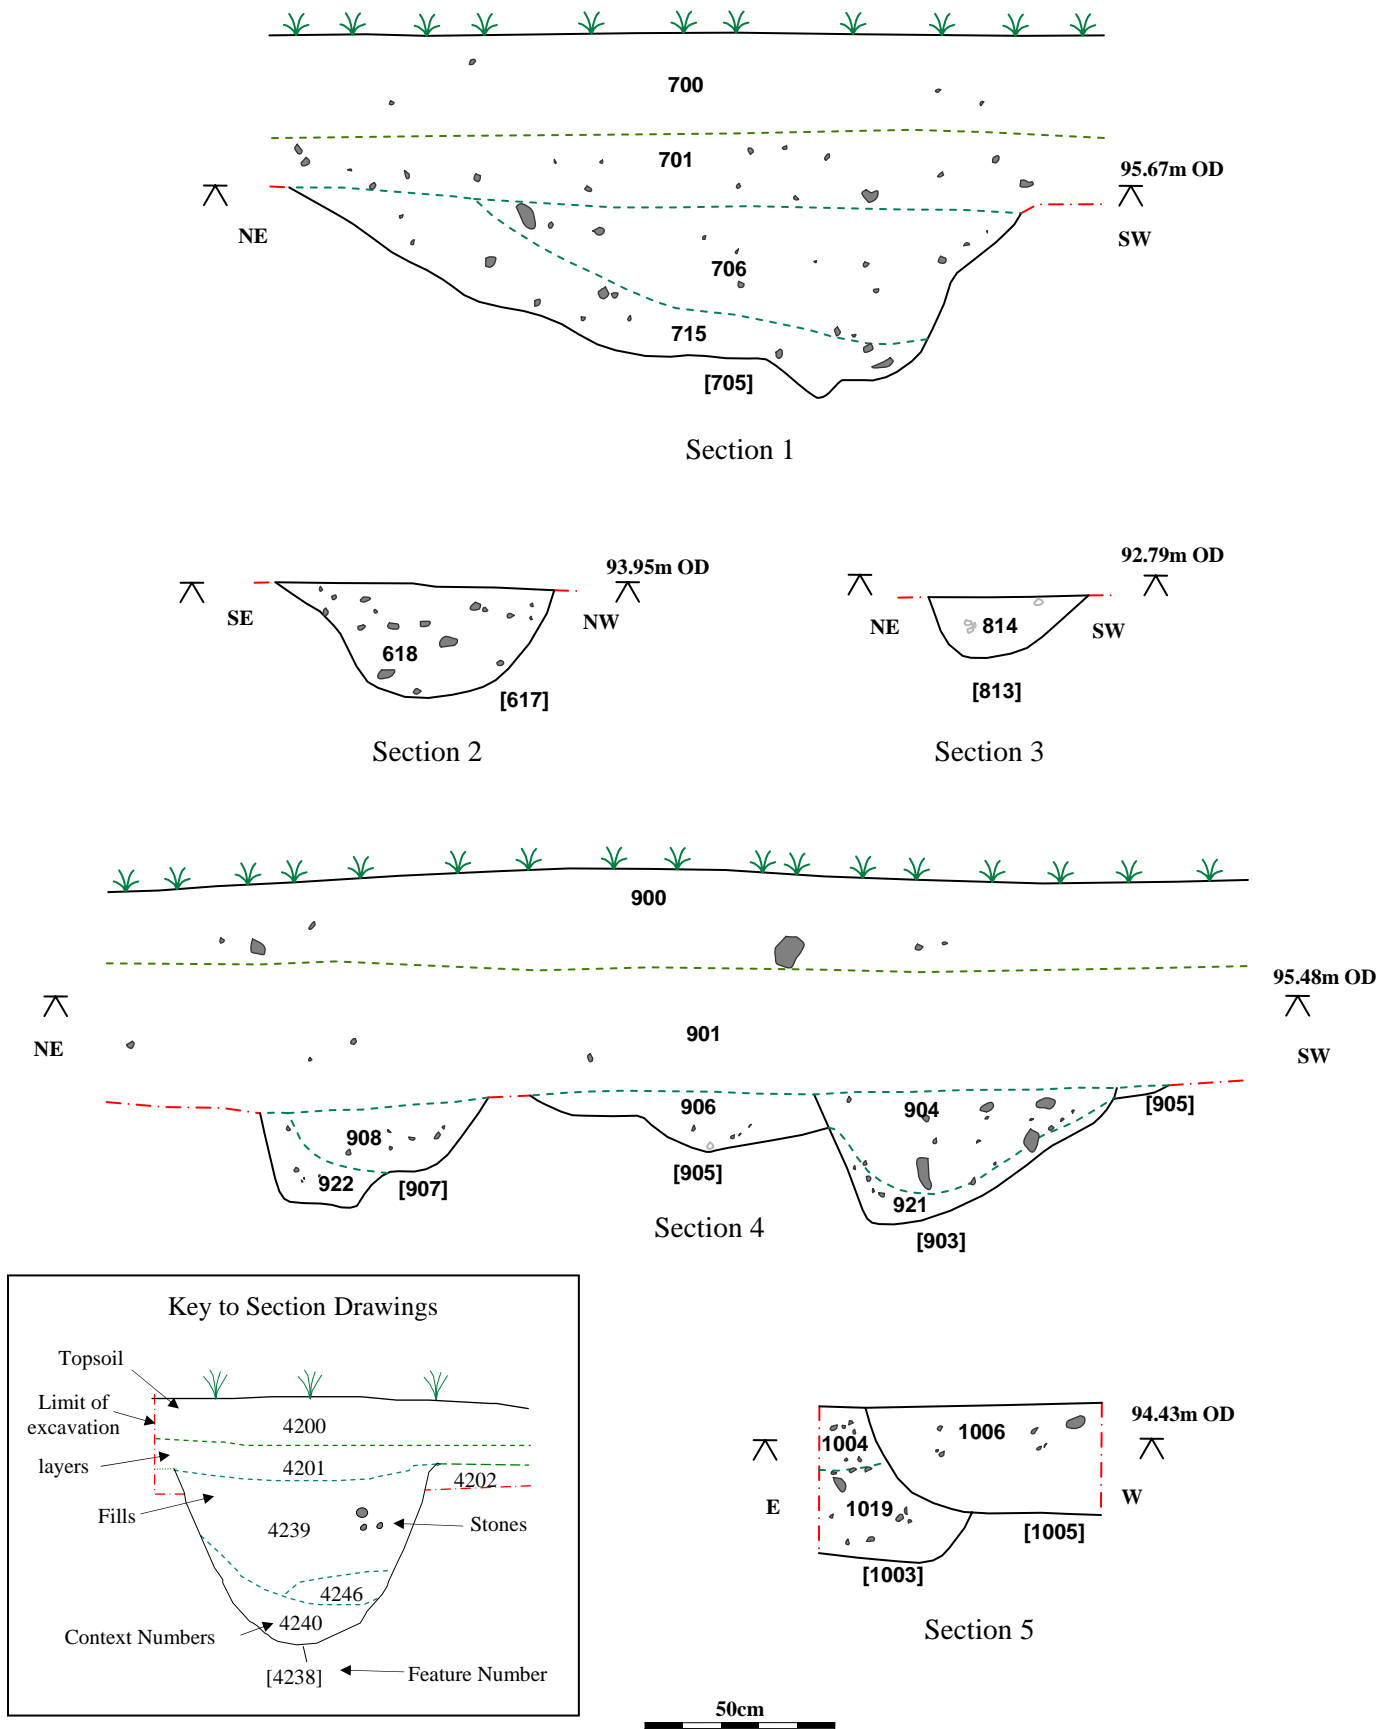 700
701
95.67m OD
NE
SW
706
715
[705]
Section 1
93.95m OD
SE
NW
618
[617]
Section 2
92.79m OD
NE
SW
814
[813]
Section 3
900
95.48m OD
NE
SW
901
906
904
[905]
908
922
[907]
[905]
921
[903]
Section 4
Key to Section Drawings
Topsoil
Limit of
excavation
4200
layers
4201
4202
Fills
4239
Stones
4246
4240
Context Numbers
[4238]
Feature Number
1004
1006
94.43m OD
E
W
1019
[1005]
[1003]
Section 5
50cm